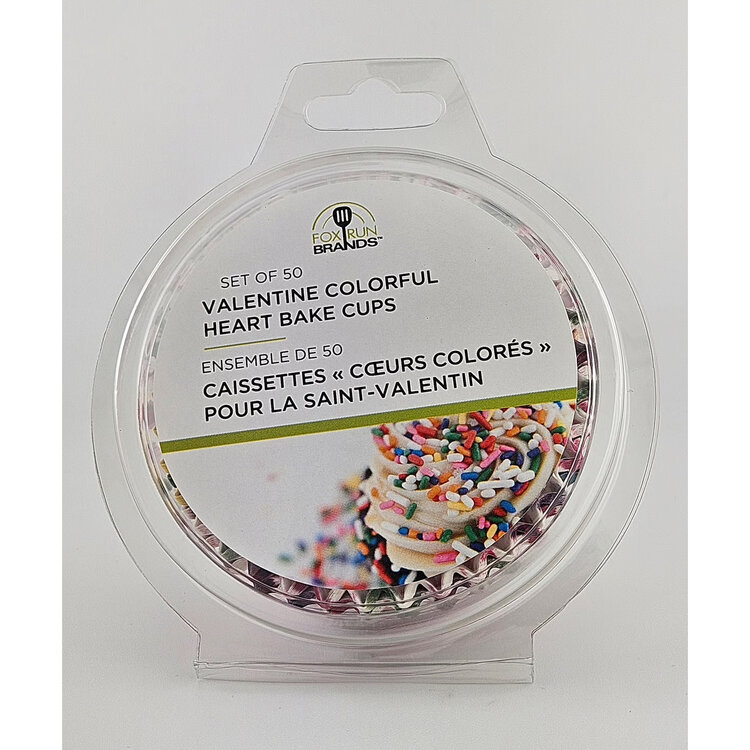 FOX RUN
BRANDS™
SET OF 50
VALENTINE COLORFUL
HEART BAKE CUPS
ENSEMBLE DE 50
CAISSETTES « CŒURS COLORÉS »
POUR LA SAINT-VALENTIN